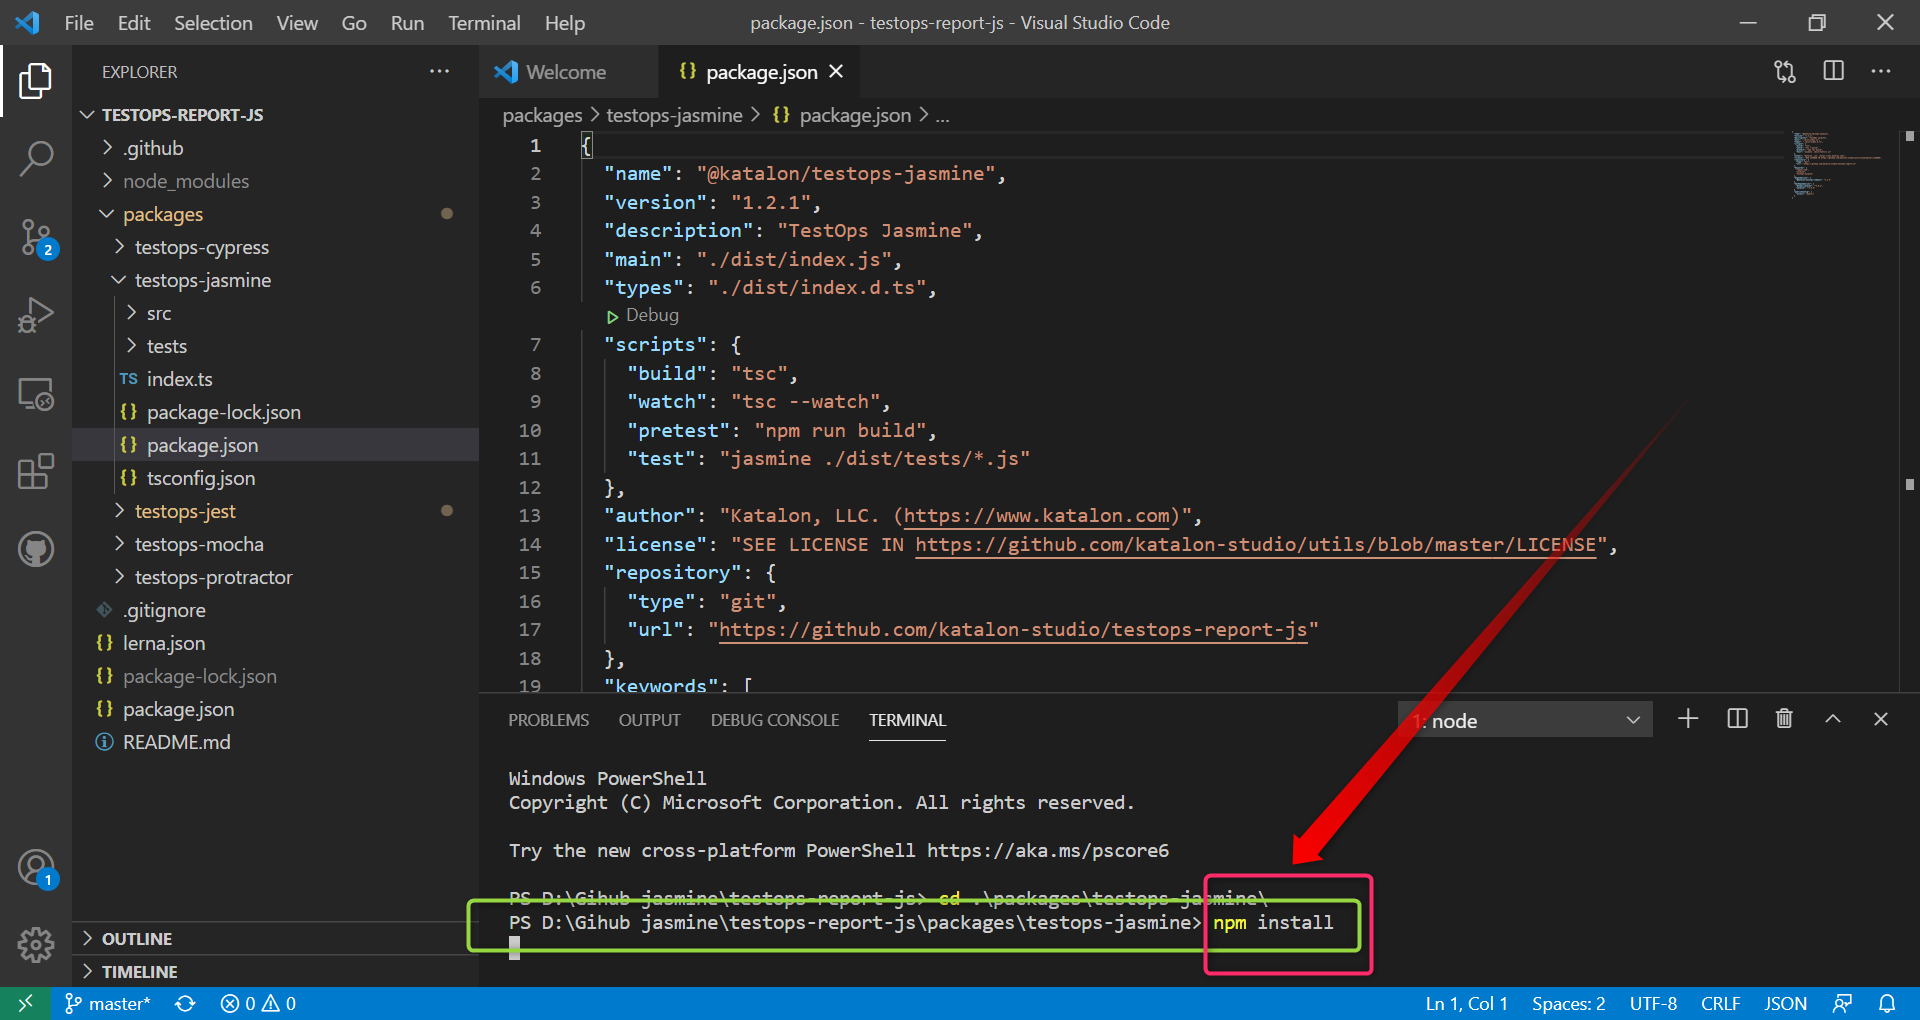 File Edit Selection View Go Run Terminal Help
package.json - testops-report-js - Visual Studio Code
EXPLORER
TESTOPS-REPORT-JS
.github
node_modules
packages
testops-cypress
testops-jasmine
src
tests
TS index.ts
{} package-lock.json
{} package.json
{} tsconfig.json
testops-jest
testops-mocha
testops-protractor
.gitignore
{} lerna.json
{} package-lock.json
{} package.json
README.md
OUTLINE
TIMELINE
2
1
Welcome
{} package.json
packages > testops-jasmine > {} package.json > ...
1 {
2 "name": "@katalon/testops-jasmine",
3 "version": "1.2.1",
4 "description": "TestOps Jasmine",
5 "main": "./dist/index.js",
6 "types": "./dist/index.d.ts",
Debug
7 "scripts": {
8 "build": "tsc",
9 "watch": "tsc --watch",
10 "pretest": "npm run build",
11 "test": "jasmine ./dist/tests/*.js"
12 },
13 "author": "Katalon, LLC. (https://www.katalon.com)",
14 "license": "SEE LICENSE IN https://github.com/katalon-studio/utils/blob/master/LICENSE",
15 "repository": {
16 "type": "git",
17 "url": "https://github.com/katalon-studio/testops-report-js"
18 },
19 "keywords": [
PROBLEMS OUTPUT DEBUG CONSOLE TERMINAL
1: node
Windows PowerShell
Copyright (C) Microsoft Corporation. All rights reserved.
Try the new cross-platform PowerShell https://aka.ms/pscore6
PS D:\Gihub jasmine\testops-report-js> cd .\packages\testops-jasmine\
PS D:\Gihub jasmine\testops-report-js\packages\testops-jasmine> npm install
master* 0 0
Ln 1, Col 1 Spaces: 2 UTF-8 CRLF JSON